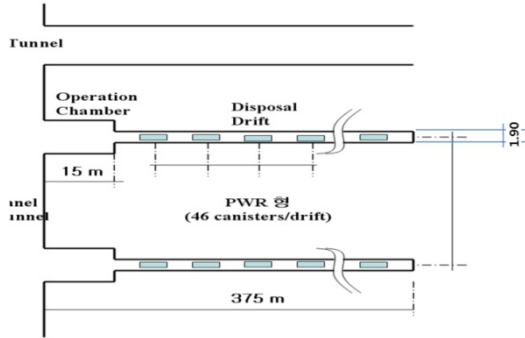 Tunnel
Operation
Chamber
Disposal
Drift
1.90
15 m
PWR 형
(46 canisters/drift)
375 m